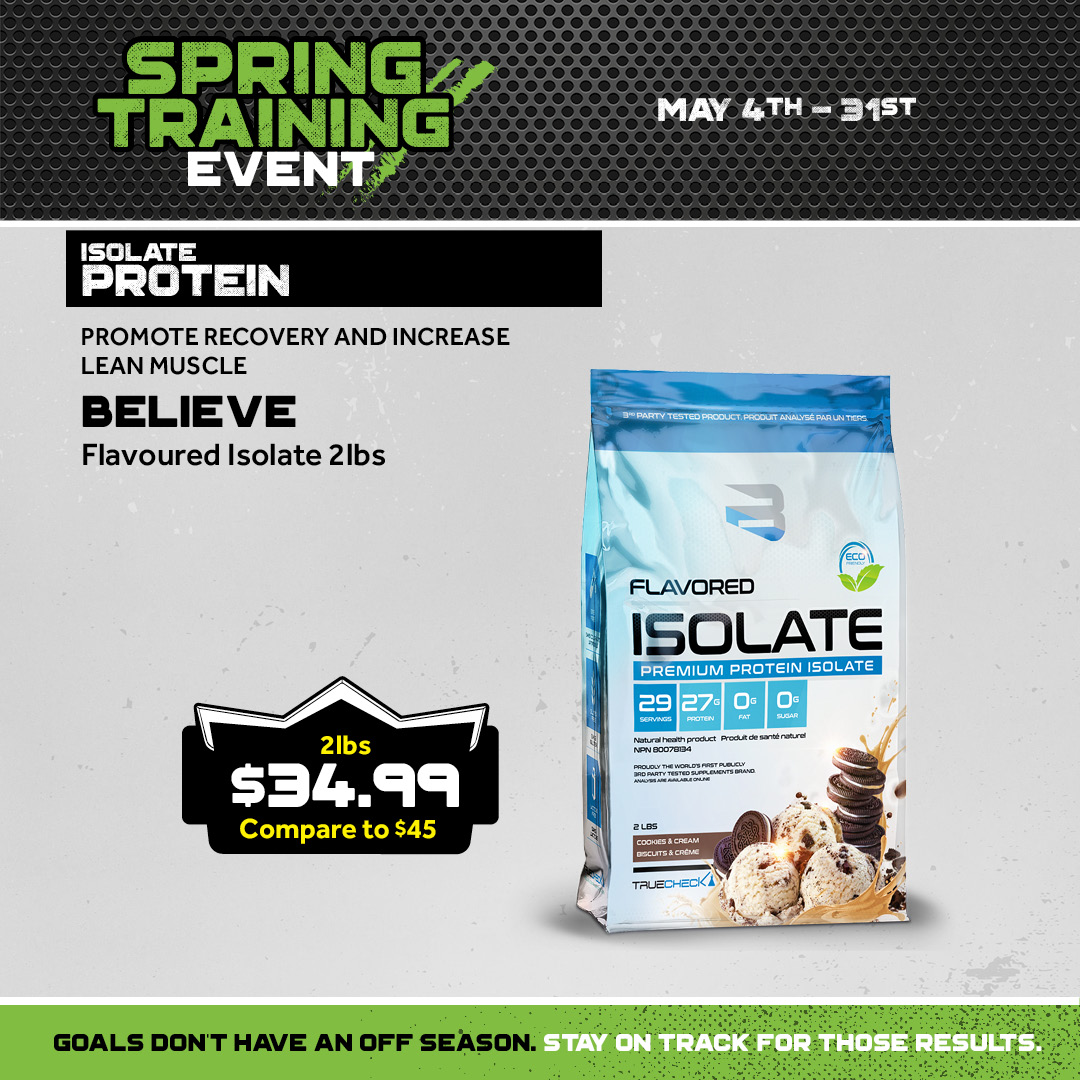 SPRING
TRAINING
EVENT
MAY 4TH – 31ST
ISOLATE
PROTEIN
PROMOTE RECOVERY AND INCREASE
LEAN MUSCLE
BELIEVE
Flavoured Isolate 2lbs
3RD PARTY TESTED PRODUCT. PRODUIT ANALYSÉ PAR UN TIERS.
ECO
FRIENDLY
FLAVORED
ISOLATE
PREMIUM PROTEIN ISOLATE
29 SERVINGS 27G PROTEIN 0G FAT 0G SUGAR
Natural health product Produit de santé naturel
NPN 80078134
PROUDLY THE WORLD'S FIRST PUBLICLY
3RD PARTY TESTED SUPPLEMENTS BRAND.
ANALYSIS ARE AVAILABLE ONLINE
2 LBS
COOKIES & CREAM
BISCUITS & CRÈME
TRUECHECK
2lbs
$34.99
Compare to $45
GOALS DON'T HAVE AN OFF SEASON. STAY ON TRACK FOR THOSE RESULTS.